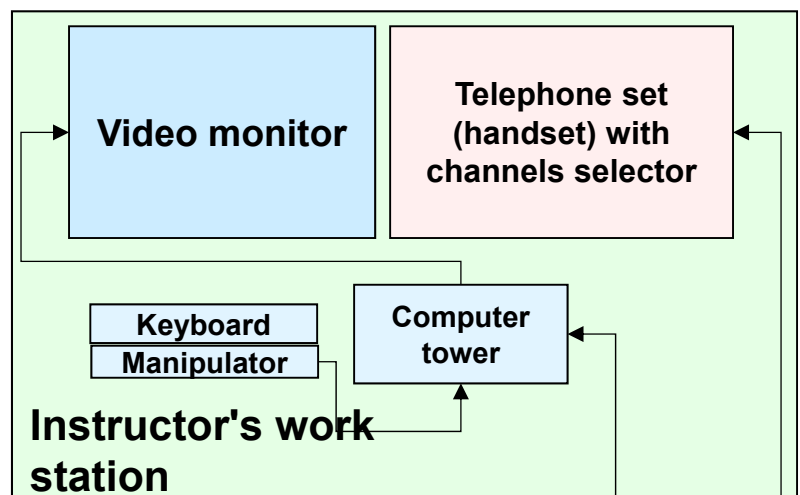 Video monitor
Telephone set
(handset) with
channels selector
Keyboard
Manipulator
Computer
tower
Instructor's work
station